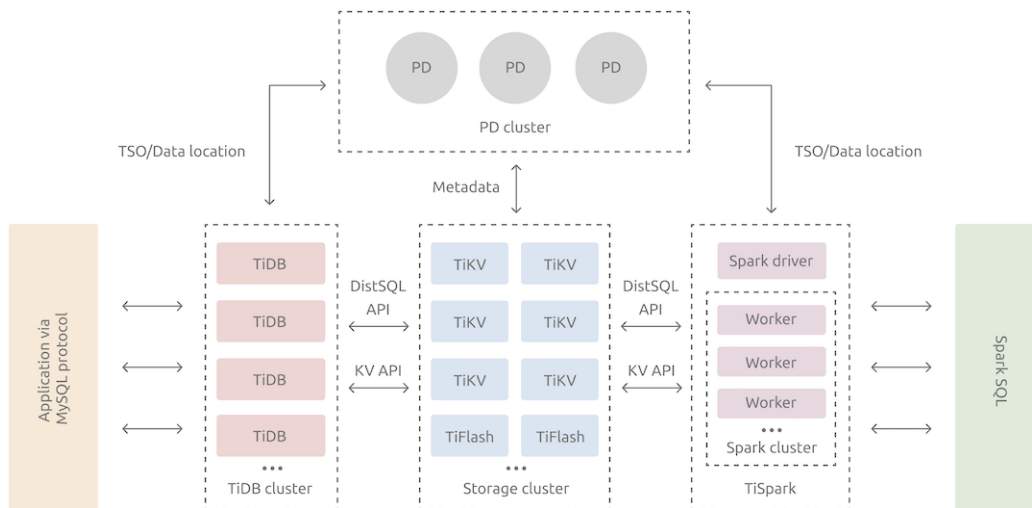 PD PD PD
PD cluster
TSO/Data location
TSO/Data location
Metadata
Application via
MySQL protocol
TiDB
TiDB
TiDB
TiDB
•••
TiDB cluster
DistSQL
API
KV API
TiKV TiKV
TiKV TiKV
TiKV TiKV
TiFlash TiFlash
•••
Storage cluster
DistSQL
API
KV API
Spark driver
Worker
Worker
Worker
•••
Spark cluster
TiSpark
Spark SQL